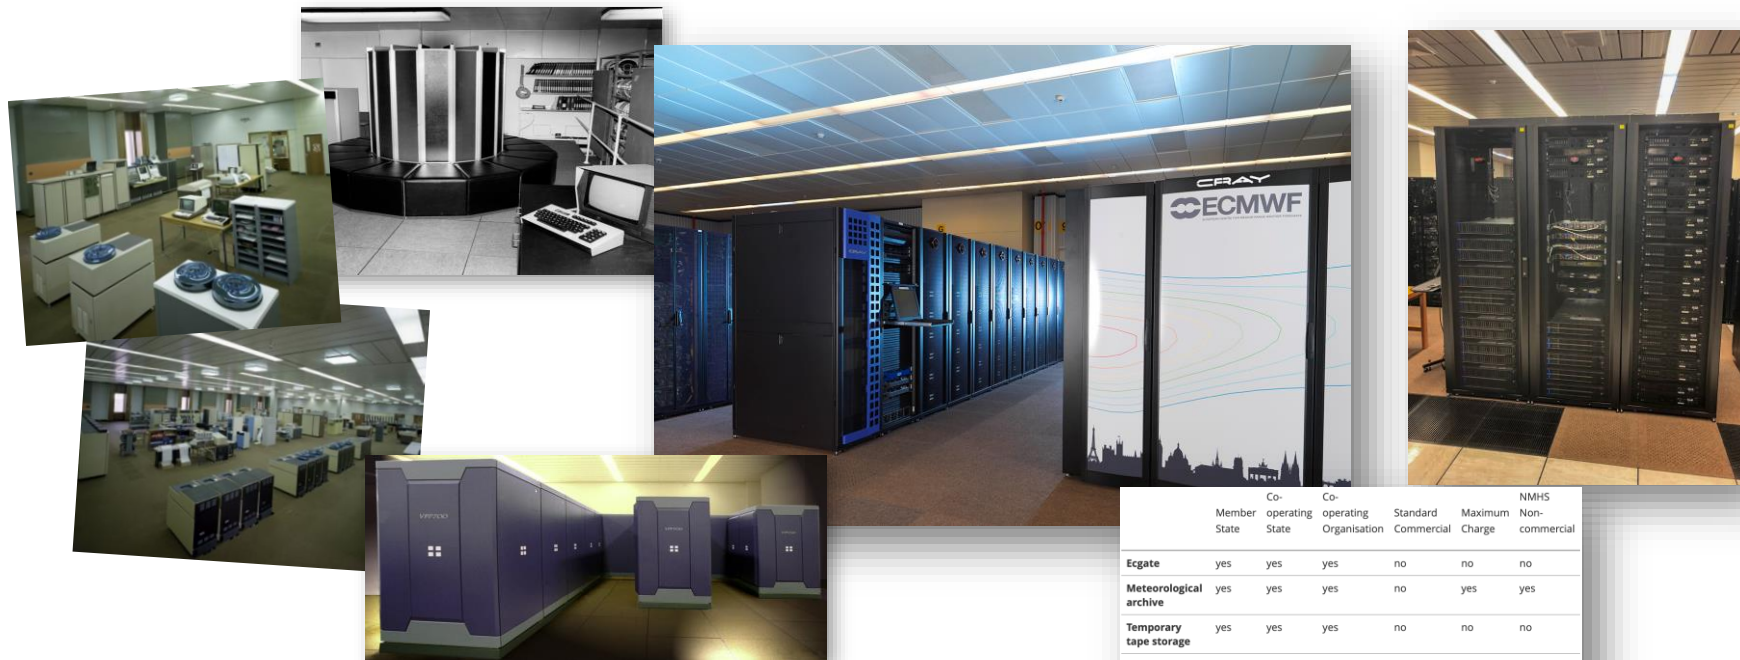 CRAY
ECMWF
VPP700
Member State
Co-operating State
Co-operating Organisation
Standard Commercial
Maximum Charge
NMHS Non-commercial
Ecgate yes yes yes no no no
Meteorological archive yes yes yes no yes yes
Temporary tape storage yes yes yes no no no